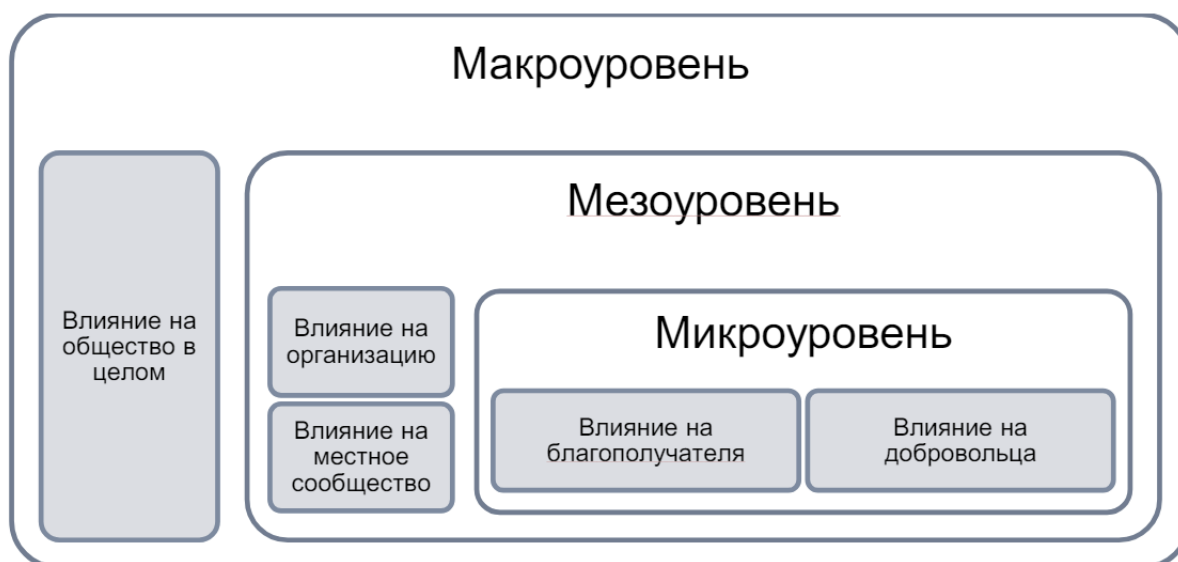 Макроуровень
Мезоуровень
Влияние на
общество в
целом
Влияние на
организацию
Влияние на
местное
сообщество
Микроуровень
Влияние на
благополучателя
Влияние на
добровольца